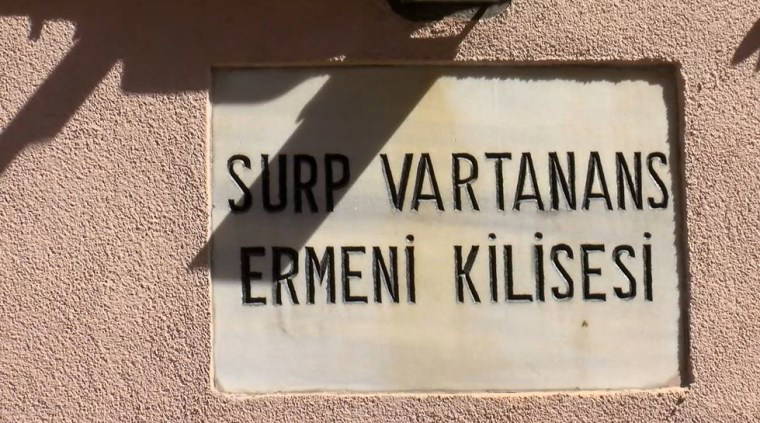 SURP VARTANANS
ERMENİ KİLİSESİ